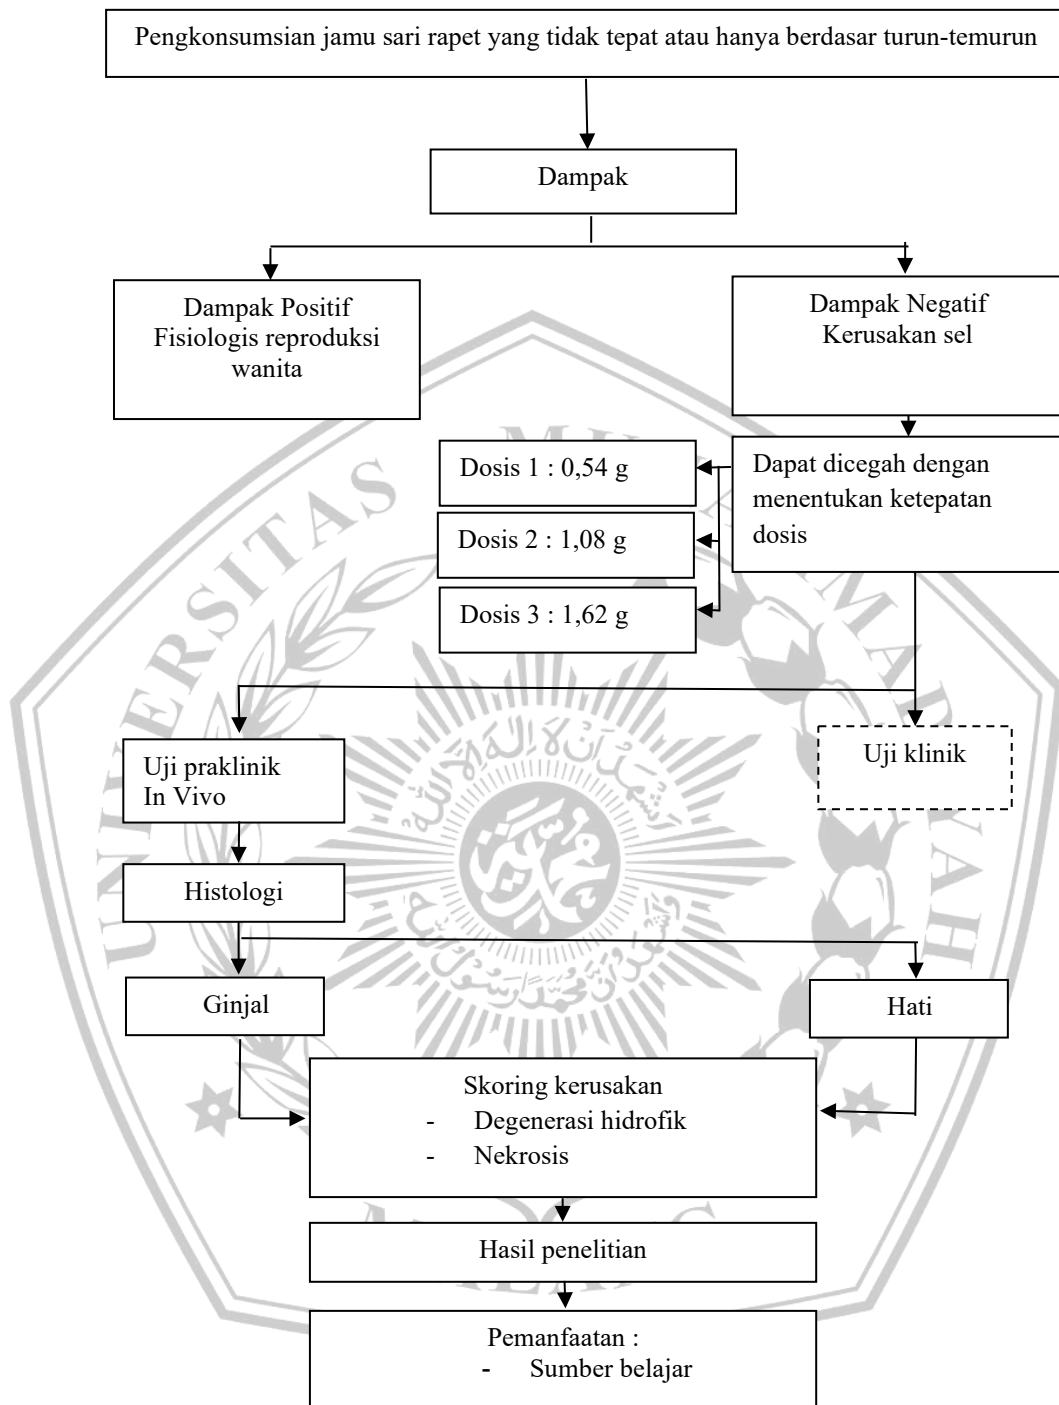 Pengkonsumsian jamu sari rapet yang tidak tepat atau hanya berdasar turun-temurun
Dampak
Dampak Positif
Fisiologis reproduksi
wanita
Dampak Negatif
Kerusakan sel
Dosis 1 : 0,54 g
Dosis 2 : 1,08 g
Dosis 3 : 1,62 g
Dapat dicegah dengan
menentukan ketepatan
dosis
Uji praklinik
In Vivo
Uji klinik
Histologi
Ginjal
Hati
Skoring kerusakan
- Degenerasi hidrofik
- Nekrosis
Hasil penelitian
Pemanfaatan :
- Sumber belajar
UNIVERSITAS